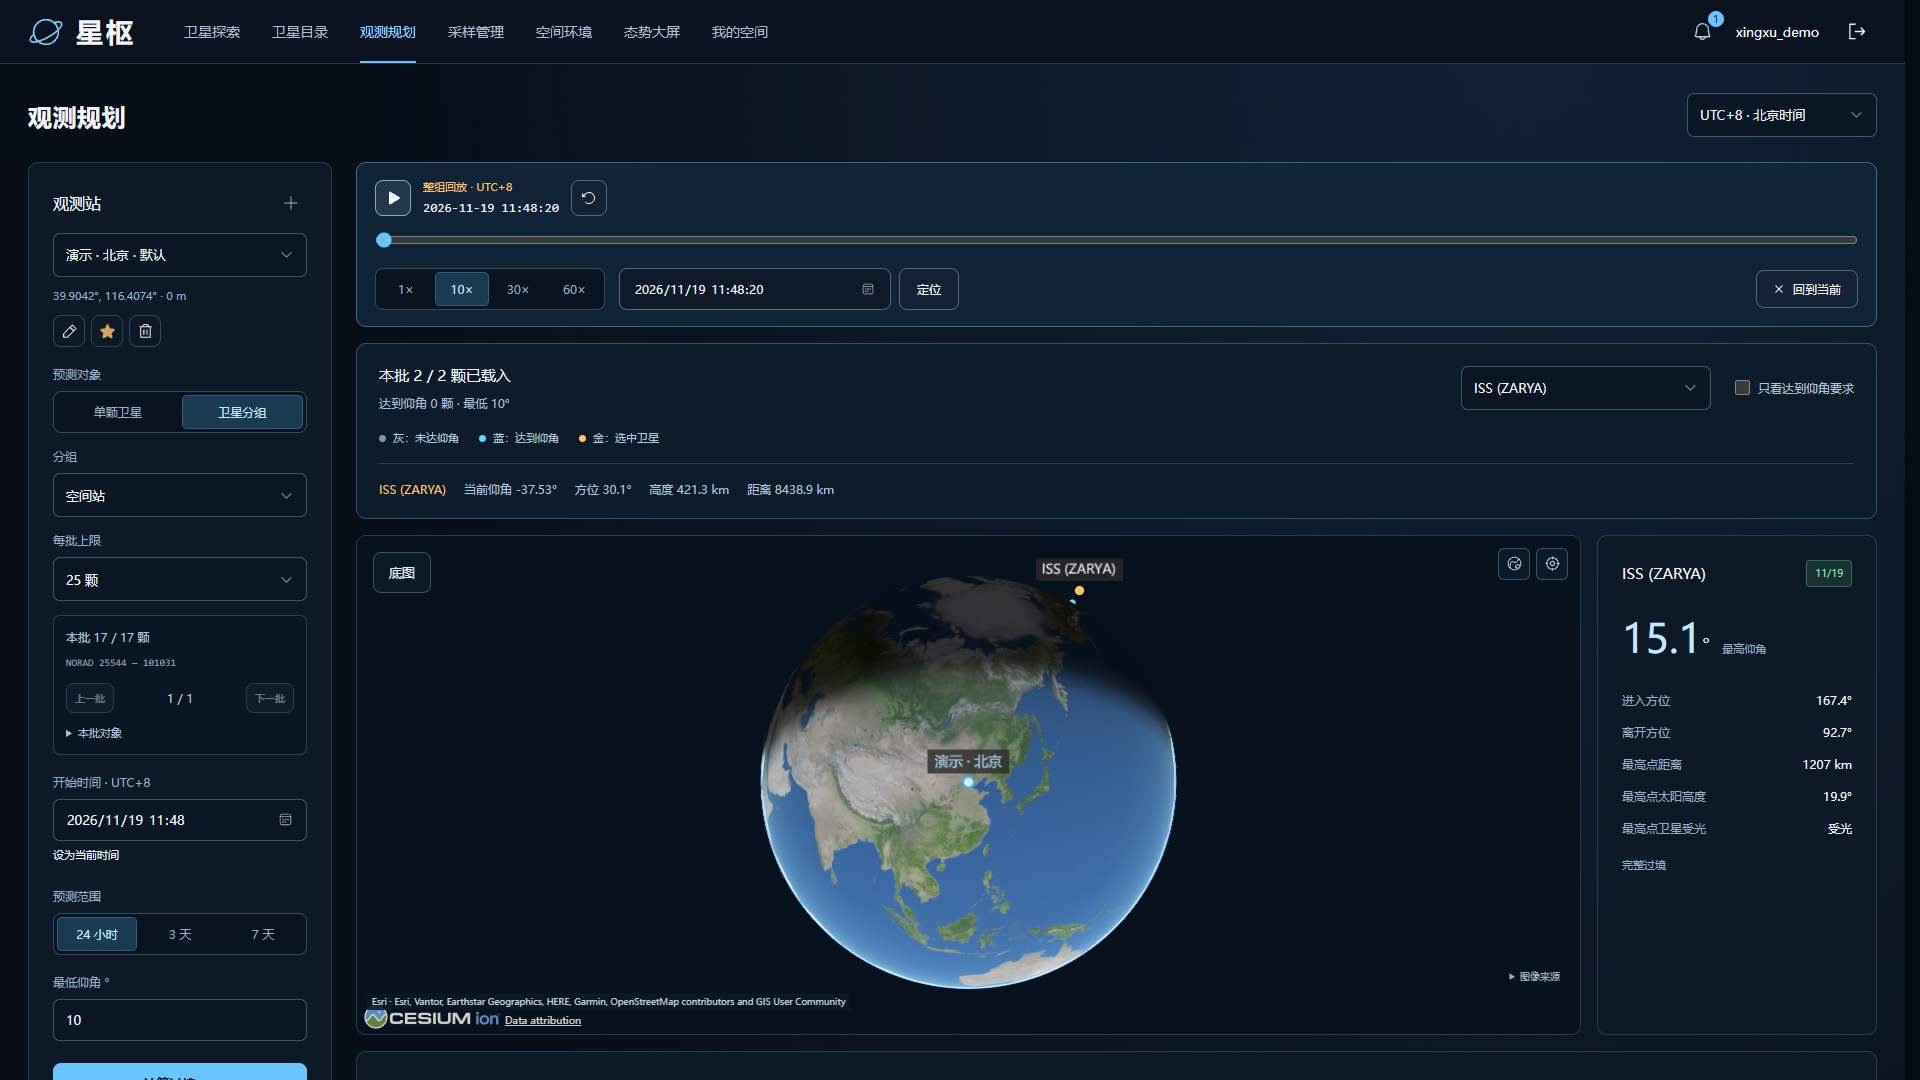 星枢
卫星探索
卫星目录
观测规划
采样管理
空间环境
态势大屏
我的空间
1
xingxu_demo
观测规划
UTC+8 · 北京时间
观测站
演示 · 北京 · 默认
39.9042°, 116.4074° · 0 m
预测对象
单颗卫星
卫星分组
分组
空间站
每批上限
25 颗
本批 17 / 17 颗
NORAD 25544 — 101031
上一批
1 / 1
下一批
本批对象
开始时间 · UTC+8
2026/11/19 11:48
设为当前时间
预测范围
24 小时
3 天
7 天
最低仰角 °
10
整组回放 · UTC+8
2026-11-19 11:48:20
1×
10×
30×
60×
2026/11/19 11:48:20
定位
回到当前
本批 2 / 2 颗已载入
达到仰角 0 颗 · 最低 10°
ISS (ZARYA)
只看达到仰角要求
灰: 未达仰角
蓝: 达到仰角
金: 选中卫星
ISS (ZARYA) 当前仰角 -37.53° 方位 30.1° 高度 421.3 km 距离 8438.9 km
底图
ISS (ZARYA)
演示 · 北京
图像来源
Esri · Esri, Vantor, Earthstar Geographics, HERE, Garmin, OpenStreetMap contributors and GIS User Community
CESIUM ion
Data attribution
ISS (ZARYA)
11/19
15.1° 最高仰角
进入方位 167.4°
离开方位 92.7°
最高点距离 1207 km
最高点太阳高度 19.9°
最高点卫星受光 受光
完整过境